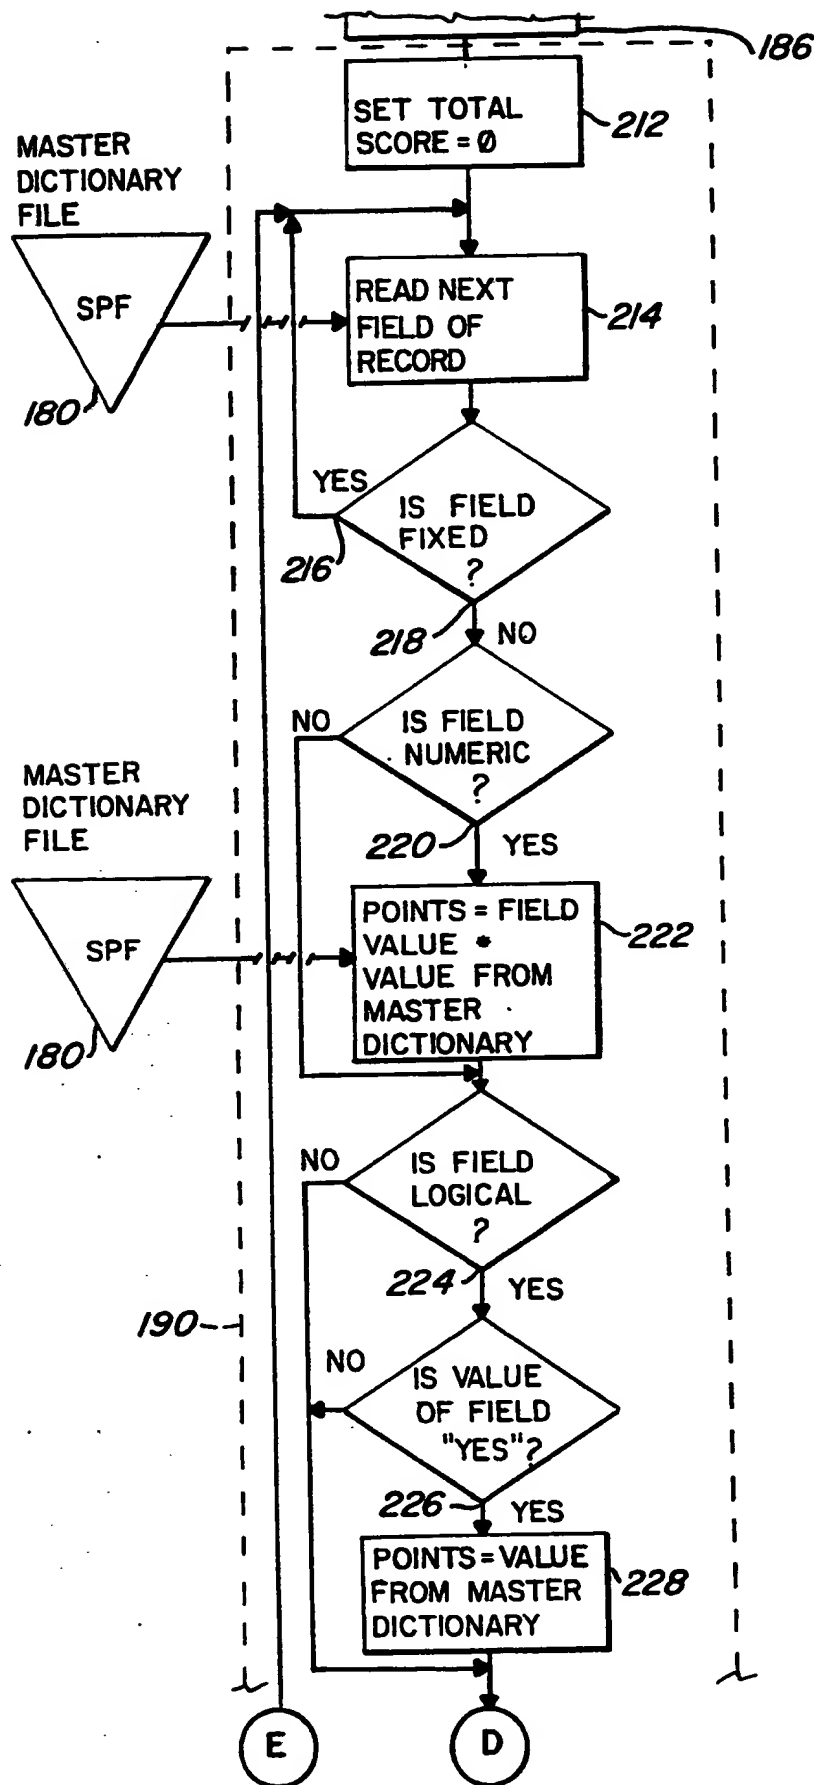 186
SET TOTAL
SCORE = Ø
212
MASTER
DICTIONARY
FILE
SPF
180
READ NEXT
FIELD OF
RECORD
214
YES
IS FIELD
FIXED
?
216
218
NO
NO
IS FIELD
NUMERIC
?
220
YES
MASTER
DICTIONARY
FILE
SPF
180
POINTS = FIELD
VALUE *
VALUE FROM
MASTER
DICTIONARY
222
NO
IS FIELD
LOGICAL
?
224
YES
190
NO
IS VALUE
OF FIELD
"YES"?
226
YES
POINTS = VALUE
FROM MASTER
DICTIONARY
228
E
D